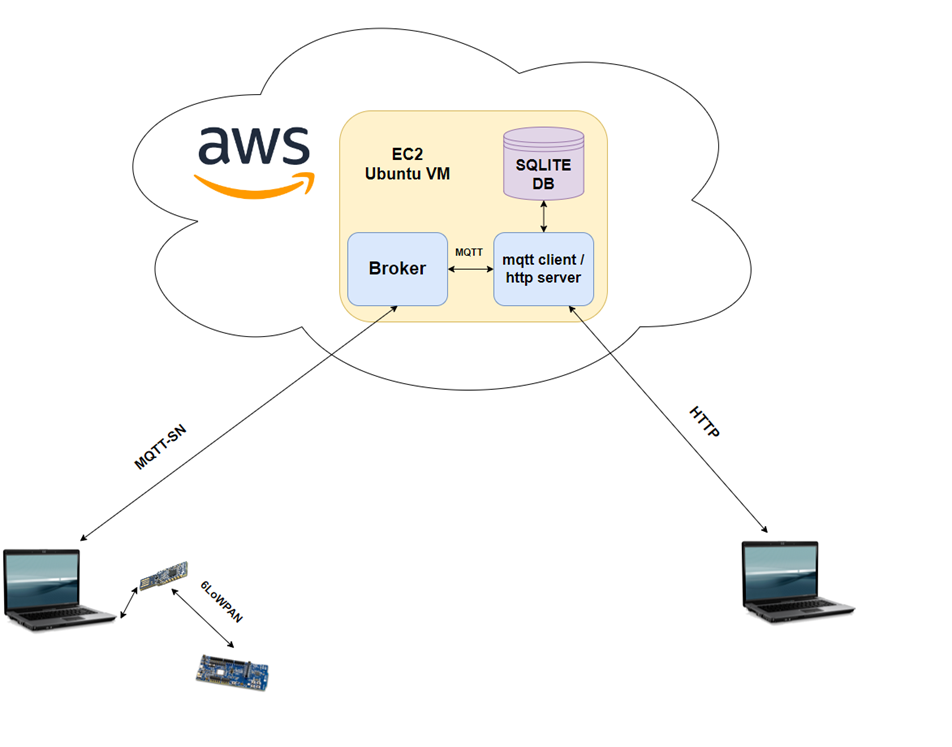 aws
EC2
Ubuntu VM
SQLITE
DB
Broker
MQTT
mqtt client /
http server
MQTT-SN
HTTP
6LoWPAN